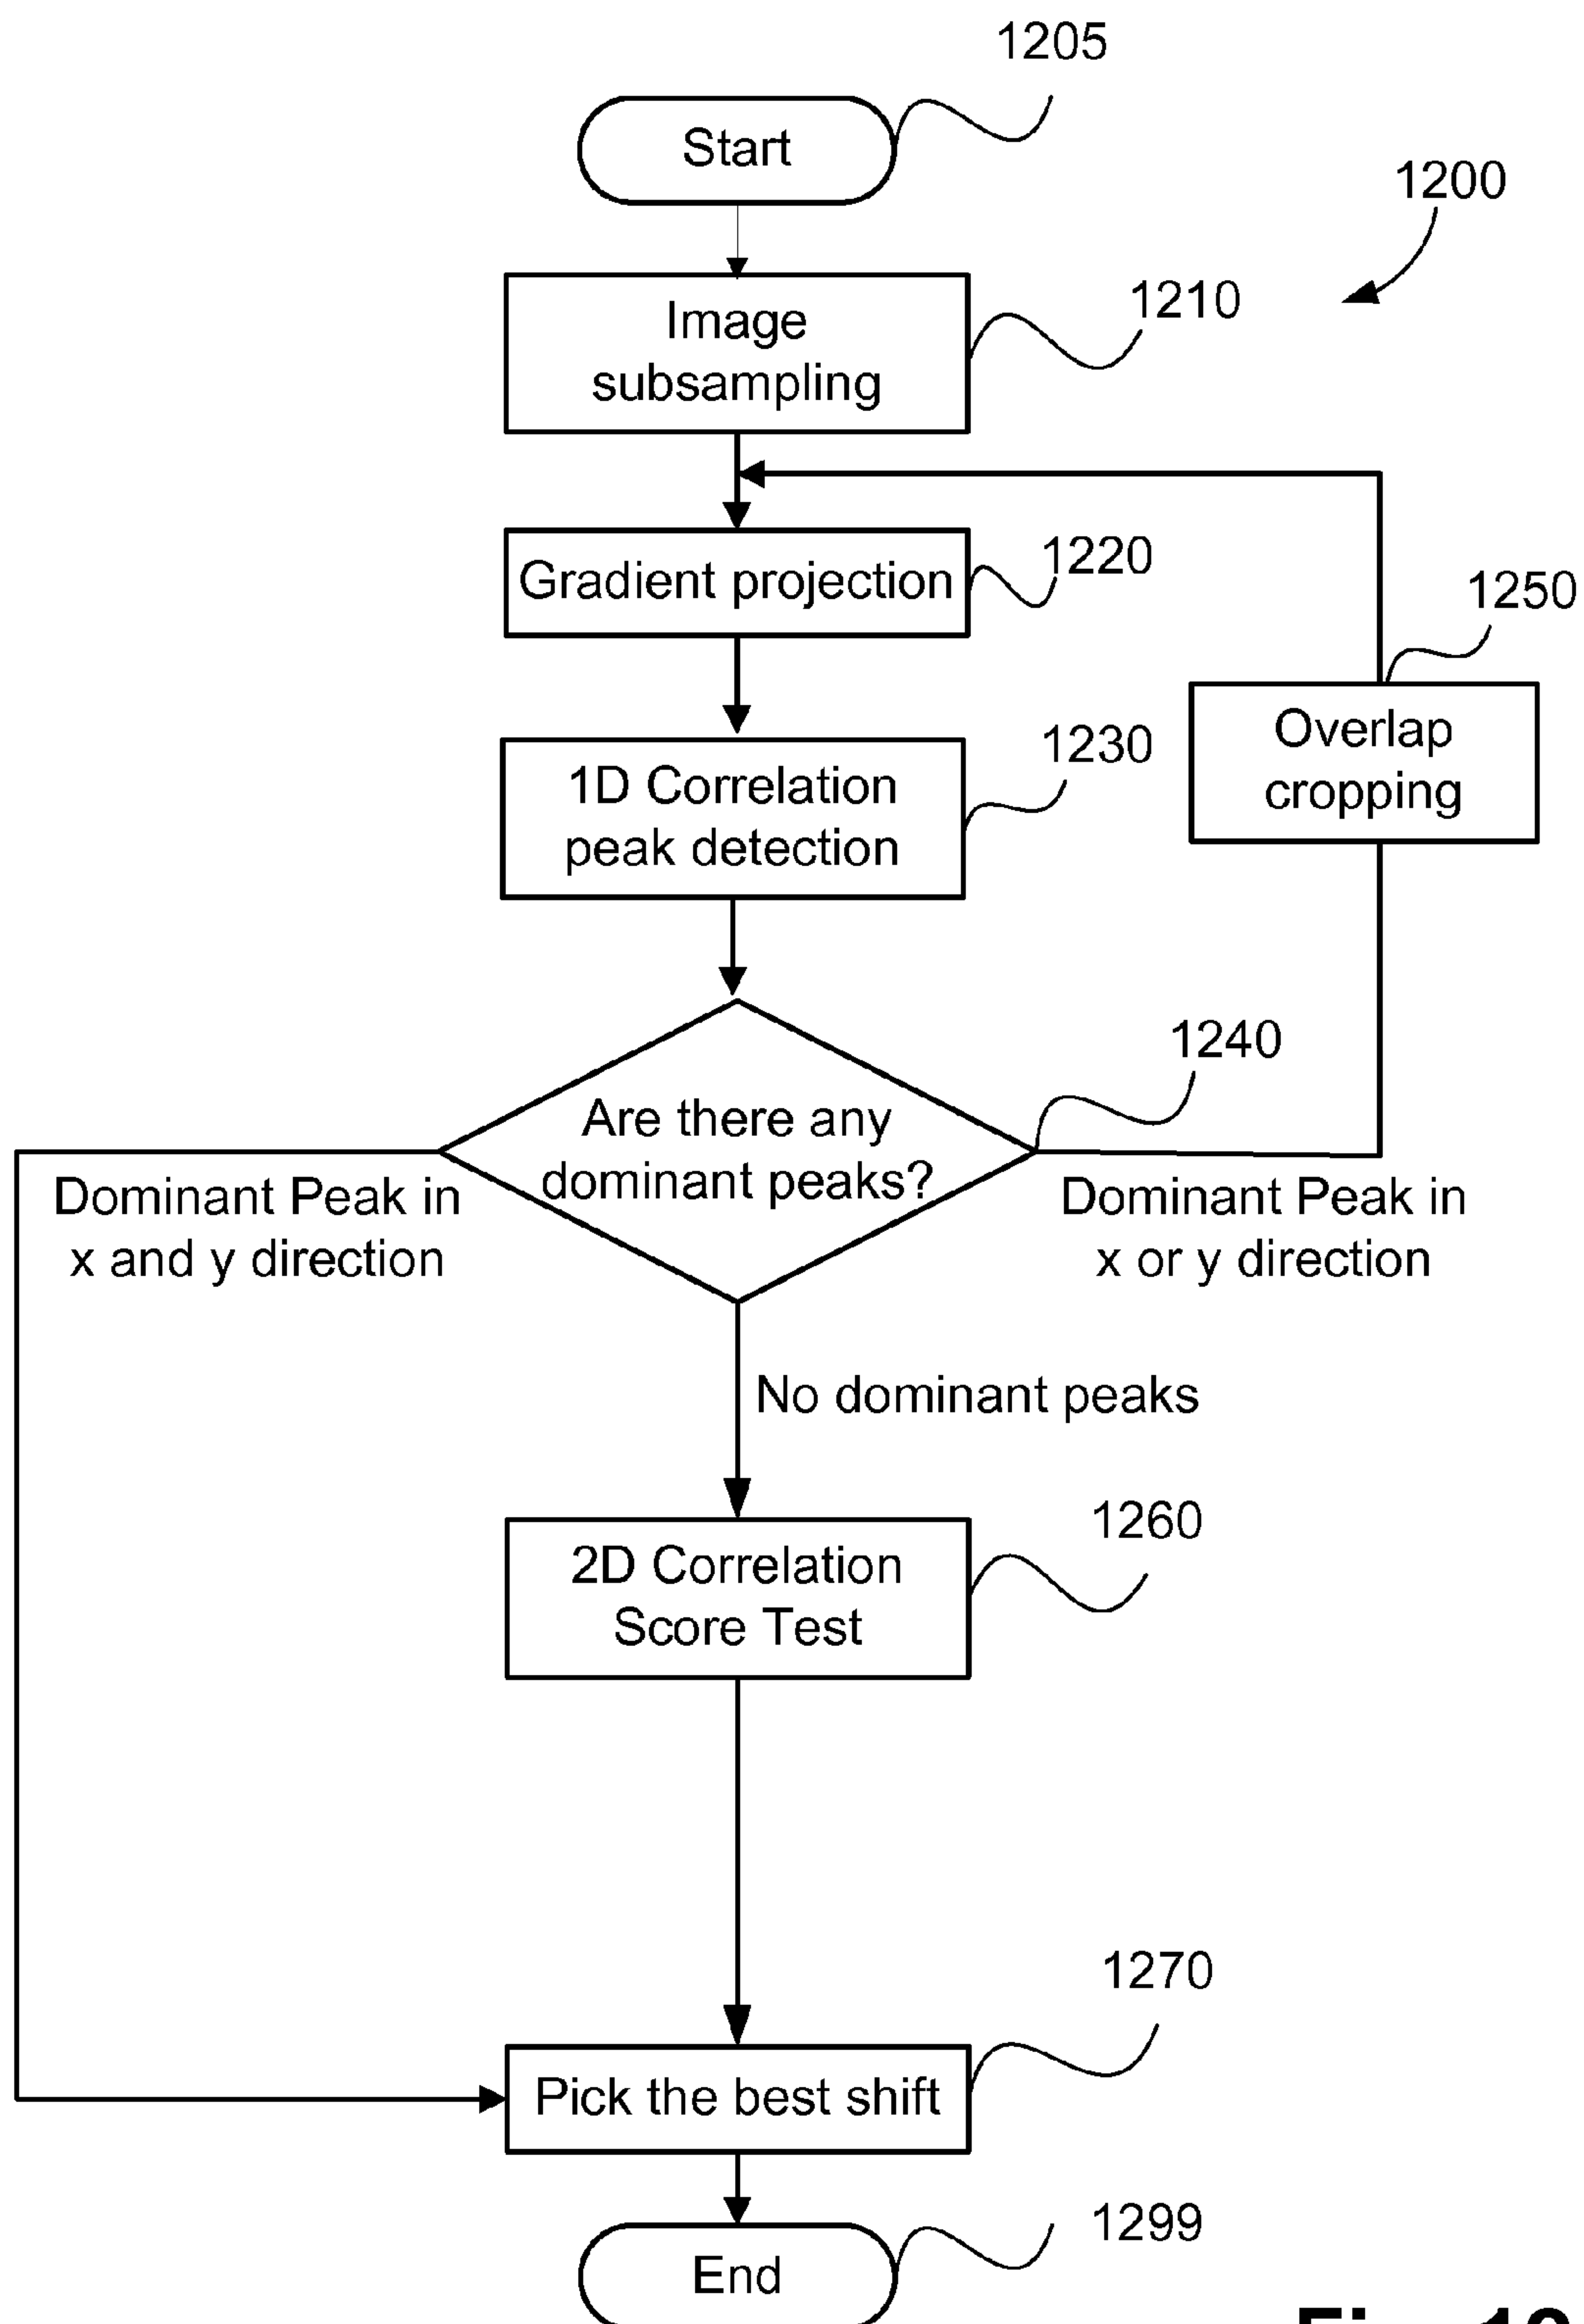 1205
Start
1200
1210
Image
subsampling
1220
Gradient projection
1250
1230
Overlap
cropping
1D Correlation
peak detection
1240
Are there any
dominant peaks?
Dominant Peak in
x and y direction
Dominant Peak in
x or y direction
No dominant peaks
1260
2D Correlation
Score Test
1270
Pick the best shift
1299
End